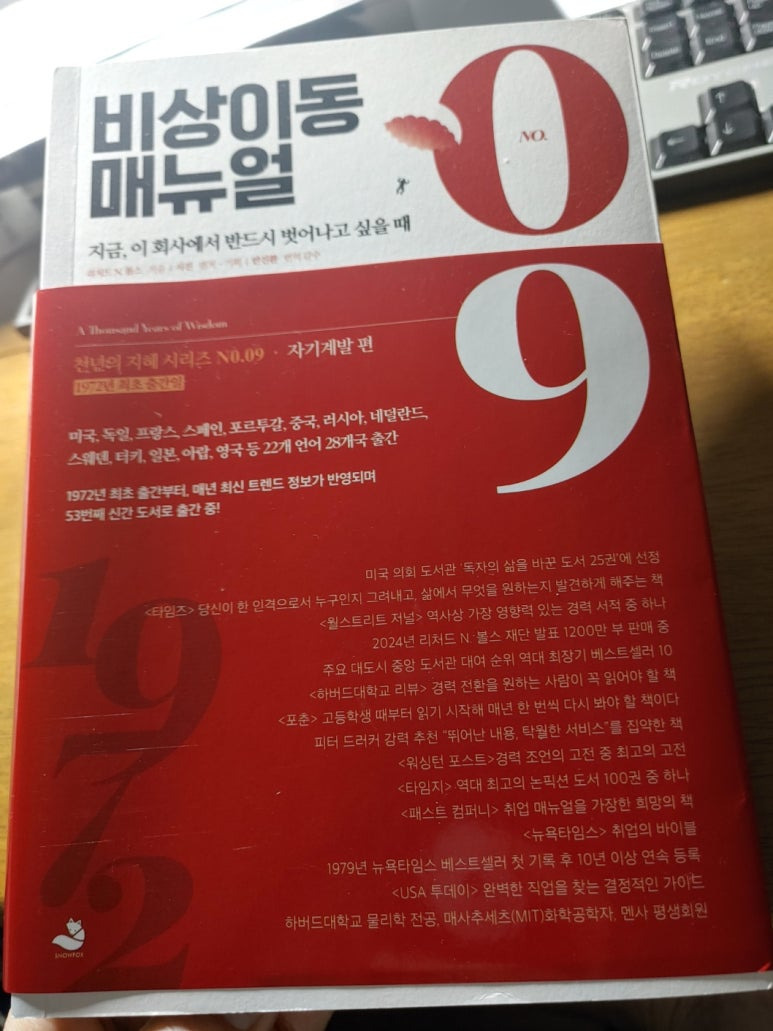 비상이동
매뉴얼
NO.
0
지금, 이 회사에서 반드시 벗어나고 싶을 때
리처드 N. 볼스 지음
9
A Thousand Years of Wisdom
천년의 지혜 시리즈 NO.09 · 자기계발 편
1972년 최초 출간일
미국, 독일, 프랑스, 스페인, 포르투갈, 중국, 러시아, 네덜란드,
스웨덴, 터키, 일본, 아랍, 영국 등 22개 언어 28개국 출간
1972년 최초 출간부터, 매년 최신 트렌드 정보가 반영되며
53번째 신간 도서로 출간 중!
미국 의회 도서관 '독자의 삶을 바꾼 도서 25권'에 선정
<타임즈> 당신이 한 인격으로서 누구인지 그려내고, 삶에서 무엇을 원하는지 발견하게 해주는 책
<월스트리트 저널> 역사상 가장 영향력 있는 경력 서적 중 하나
2024년 리처드 N. 볼스 재단 발표 1200만 부 판매 중
주요 대도시 중앙 도서관 대여 순위 역대 최장기 베스트셀러 10
<하버드대학교 리뷰> 경력 전환을 원하는 사람이 꼭 읽어야 할 책
<포춘> 고등학생 때부터 읽기 시작해 매년 한 번씩 다시 봐야 할 책이다
피터 드러커 강력 추천 "뛰어난 내용, 탁월한 서비스"를 집약한 책
<워싱턴 포스트>경력 조언의 고전 중 최고의 고전
<타임지> 역대 최고의 논픽션 도서 100권 중 하나
<패스트 컴퍼니> 취업 매뉴얼을 가장한 희망의 책
<뉴욕타임스> 취업의 바이블
1979년 뉴욕타임스 베스트셀러 첫 기록 후 10년 이상 연속 등록
<USA 투데이> 완벽한 직업을 찾는 결정적인 가이드
하버드대학교 물리학 전공, 매사추세츠(MIT)화학공학자, 멘사 평생회원
1972
SNOWFOX